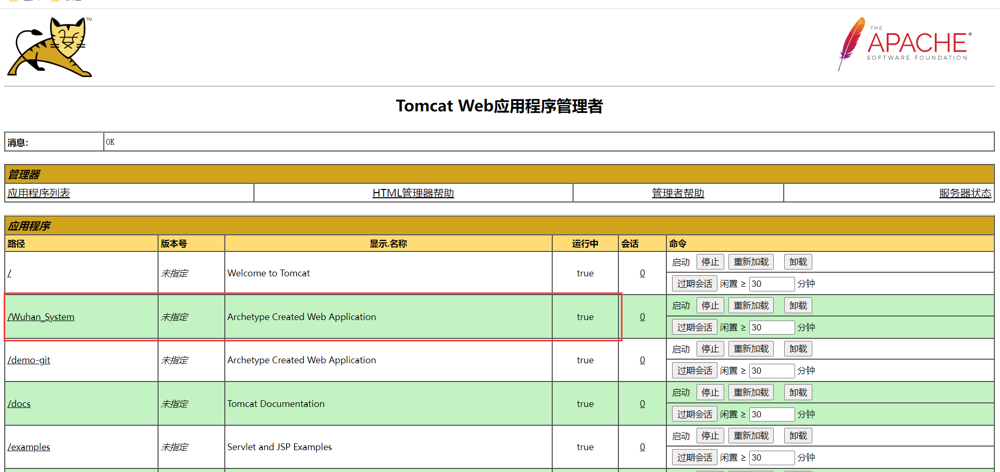 TM
THE
APACHE®
SOFTWARE FOUNDATION
Tomcat Web应用程序管理者
消息: OK
管理器
应用程序列表 HTML管理器帮助 管理者帮助 服务器状态
应用程序
路径 版本号 显示.名称 运行中 会话 命令
/ 未指定 Welcome to Tomcat true 0 启动 停止 重新加载 卸载
过期会话 闲置 ≥ 30 分钟
/Wuhan_System 未指定 Archetype Created Web Application true 0 启动 停止 重新加载 卸载
过期会话 闲置 ≥ 30 分钟
/demo-git 未指定 Archetype Created Web Application true 0 启动 停止 重新加载 卸载
过期会话 闲置 ≥ 30 分钟
/docs 未指定 Tomcat Documentation true 0 启动 停止 重新加载 卸载
过期会话 闲置 ≥ 30 分钟
/examples 未指定 Servlet and JSP Examples true 0 启动 停止 重新加载 卸载
过期会话 闲置 ≥ 30 分钟